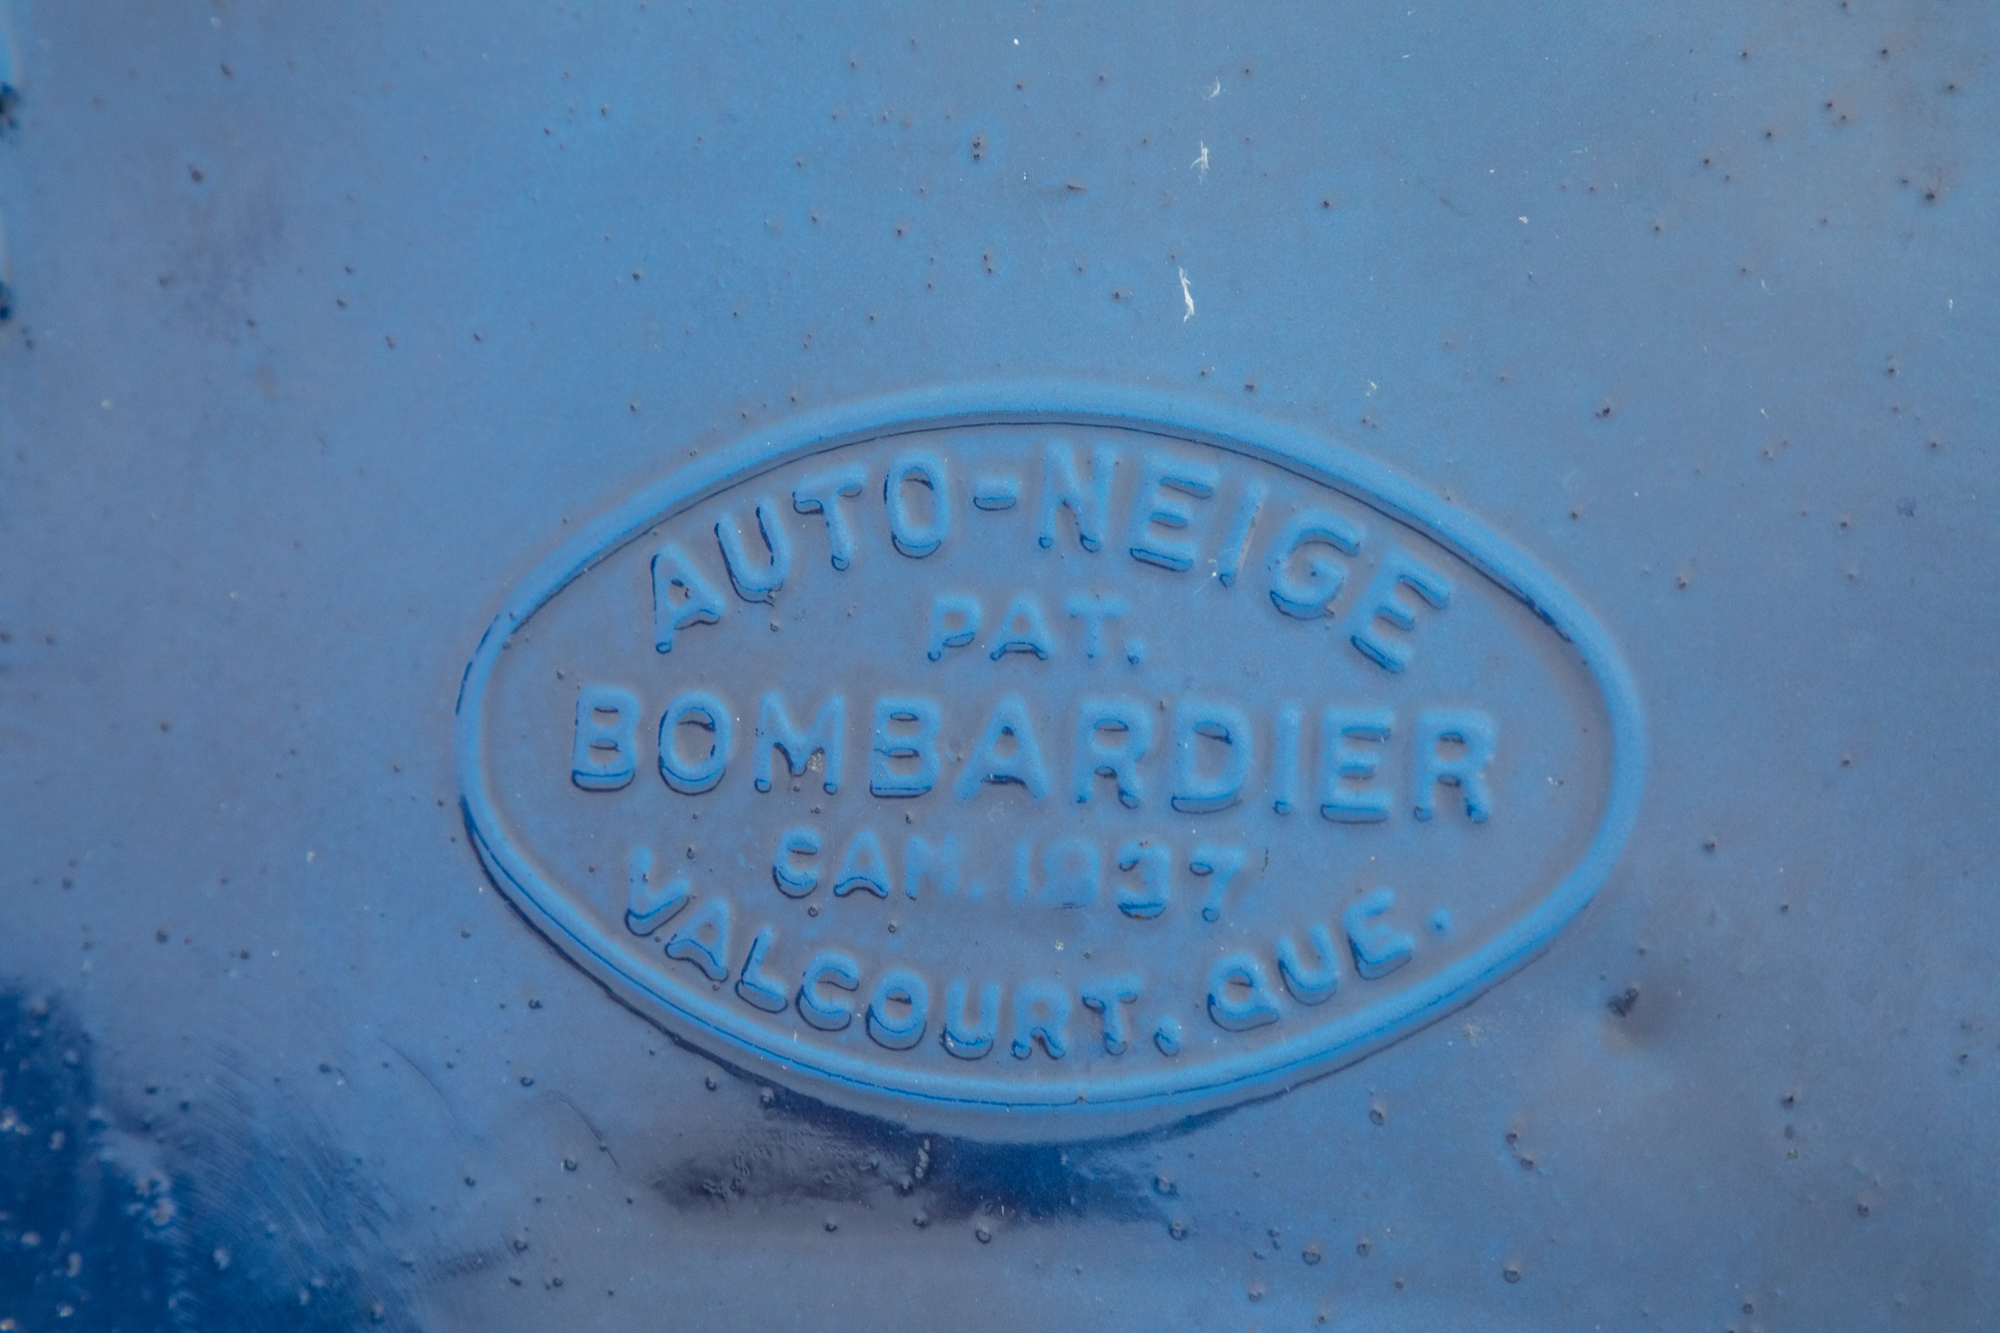 AUTO-NEIGE
PAT.
BOMBARDIER
CAN. 1937
VALCOURT. QUE.